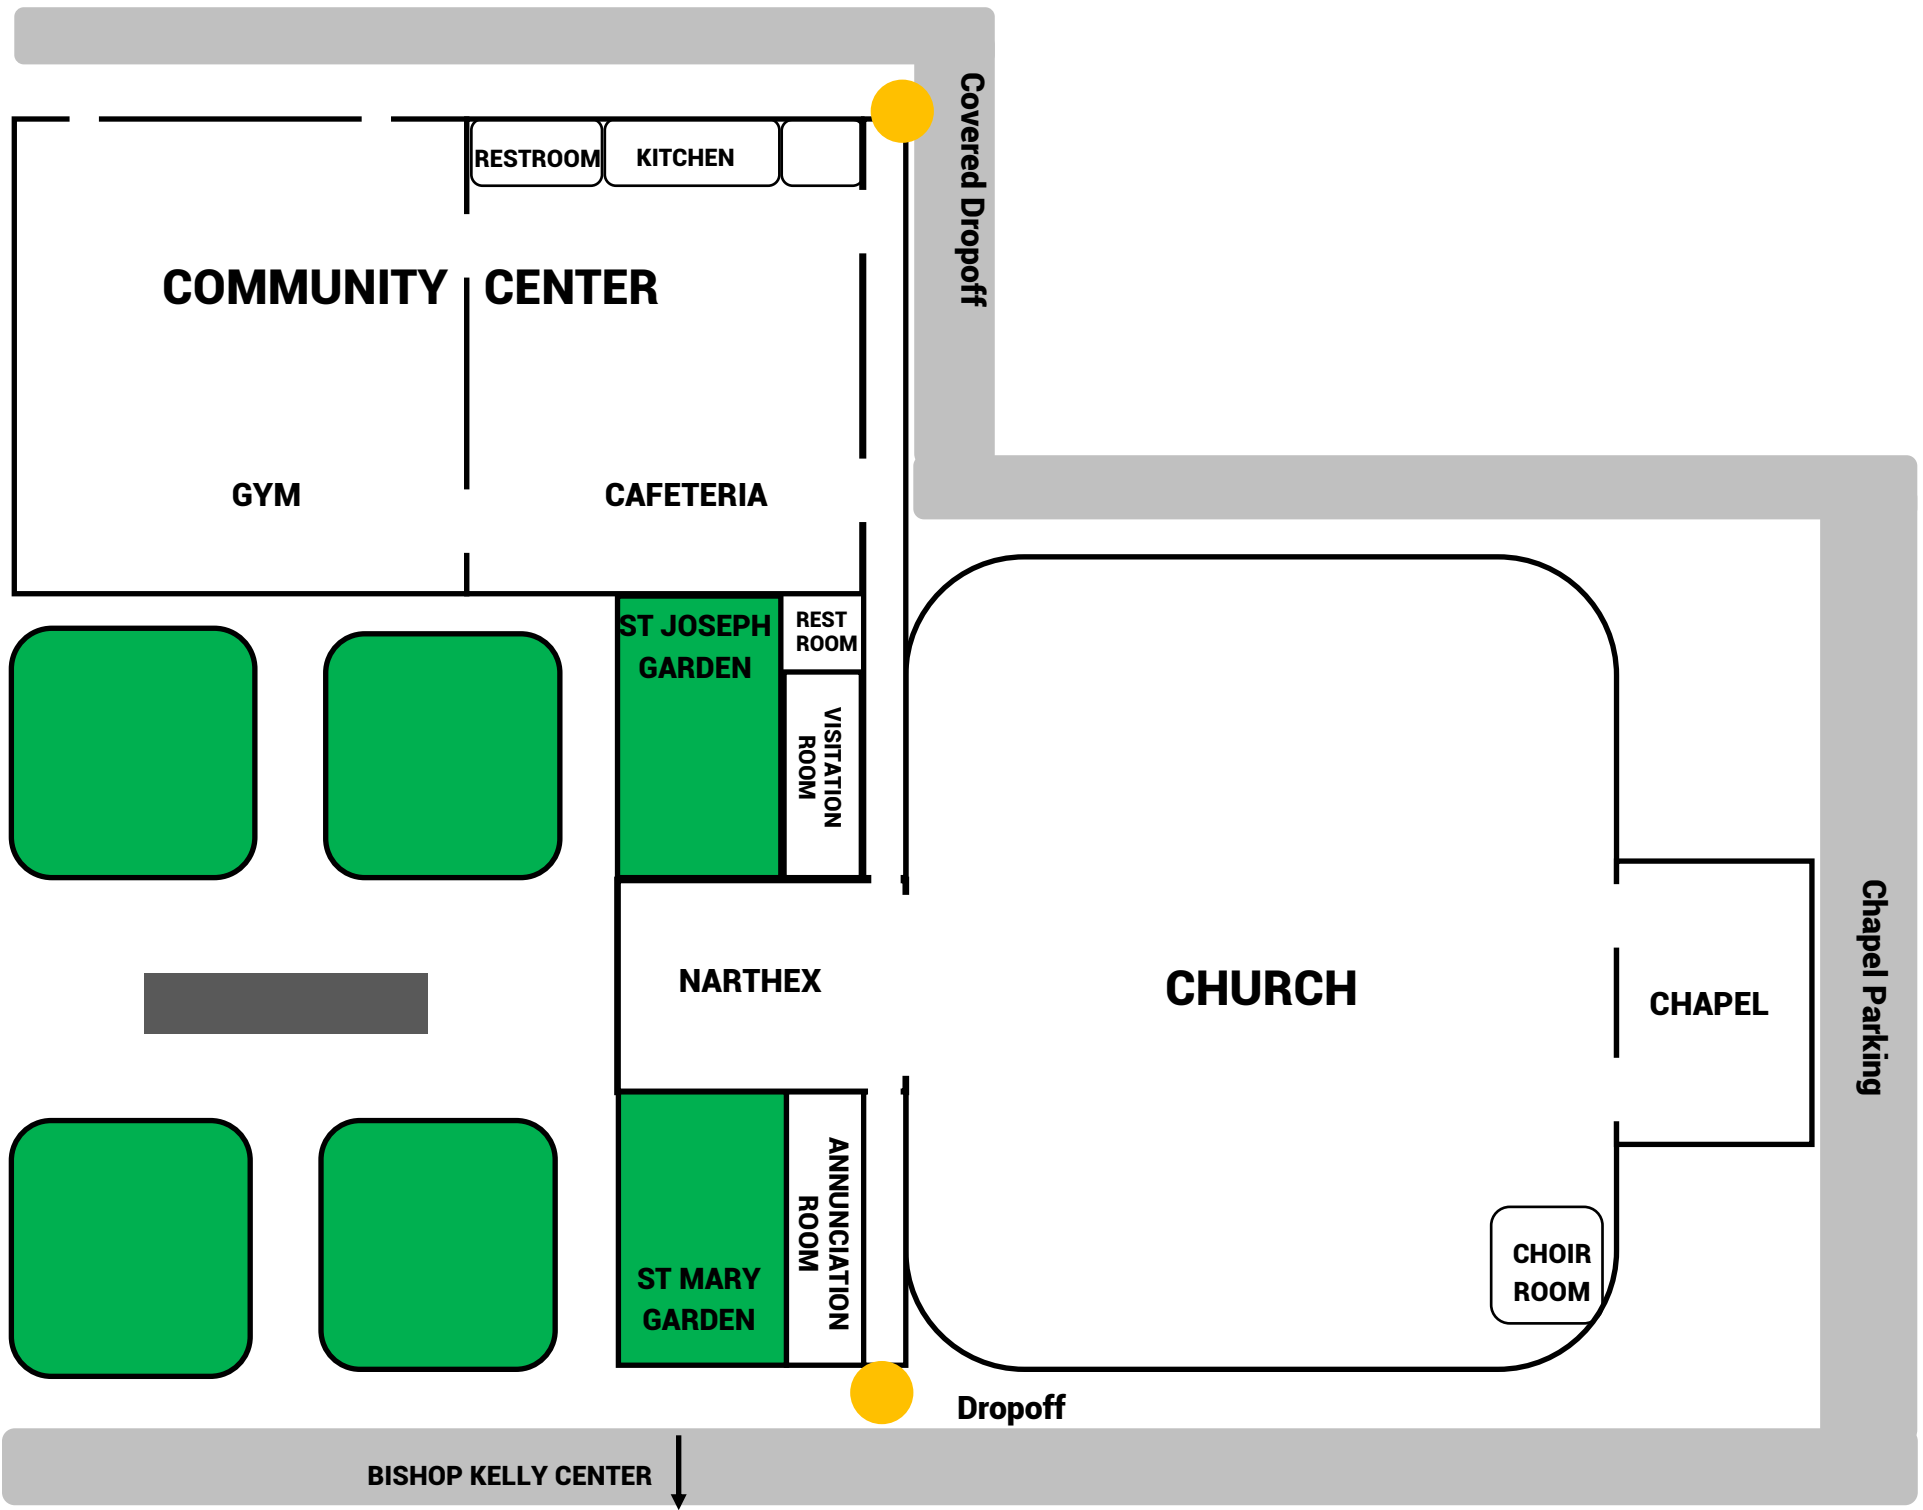 Covered Dropoff
RESTROOM
KITCHEN
COMMUNITY CENTER
GYM
CAFETERIA
ST JOSEPH
GARDEN
REST
ROOM
VISITATION
ROOM
NARTHEX
CHURCH
CHAPEL
Chapel Parking
ANNUNCIATION
ROOM
ST MARY
GARDEN
CHOIR
ROOM
Dropoff
BISHOP KELLY CENTER